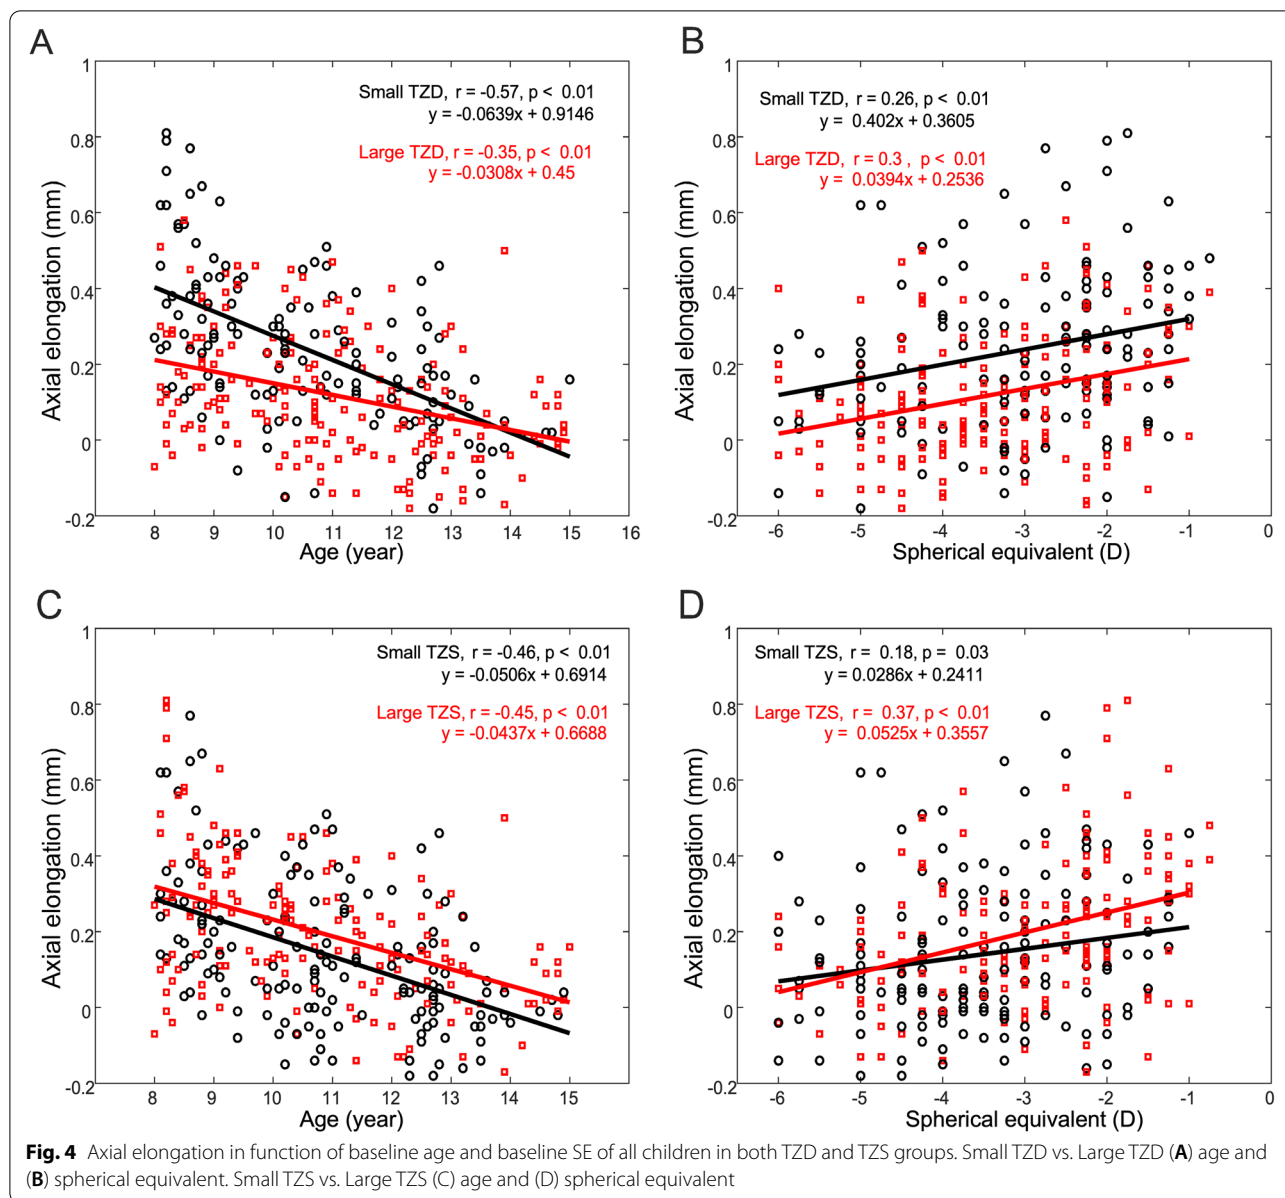 A
Small TZD, r = -0.57, p < 0.01
y = -0.0639x + 0.9146
Large TZD, r = -0.35, p < 0.01
y = -0.0308x + 0.45
Axial elongation (mm)
1
0.8
0.6
0.4
0.2
0
-0.2
8 9 10 11 12 13 14 15 16
Age (year)
B
Small TZD, r = 0.26, p < 0.01
y = 0.402x + 0.3605
Large TZD, r = 0.3 , p < 0.01
y = 0.0394x + 0.2536
Axial elongation (mm)
1
0.8
0.6
0.4
0.2
0
-0.2
-6 -5 -4 -3 -2 -1 0
Spherical equivalent (D)
C
Small TZS, r = -0.46, p < 0.01
y = -0.0506x + 0.6914
Large TZS, r = -0.45, p < 0.01
y = -0.0437x + 0.6688
Axial elongation (mm)
1
0.8
0.6
0.4
0.2
0
-0.2
8 9 10 11 12 13 14 15
Age (year)
D
Small TZS, r = 0.18, p = 0.03
y = 0.0286x + 0.2411
Large TZS, r = 0.37, p < 0.01
y = 0.0525x + 0.3557
Axial elongation (mm)
1
0.8
0.6
0.4
0.2
0
-0.2
-6 -5 -4 -3 -2 -1 0
Spherical equivalent (D)
Fig. 4 Axial elongation in function of baseline age and baseline SE of all children in both TZD and TZS groups. Small TZD vs. Large TZD (A) age and
(B) spherical equivalent. Small TZS vs. Large TZS (C) age and (D) spherical equivalent